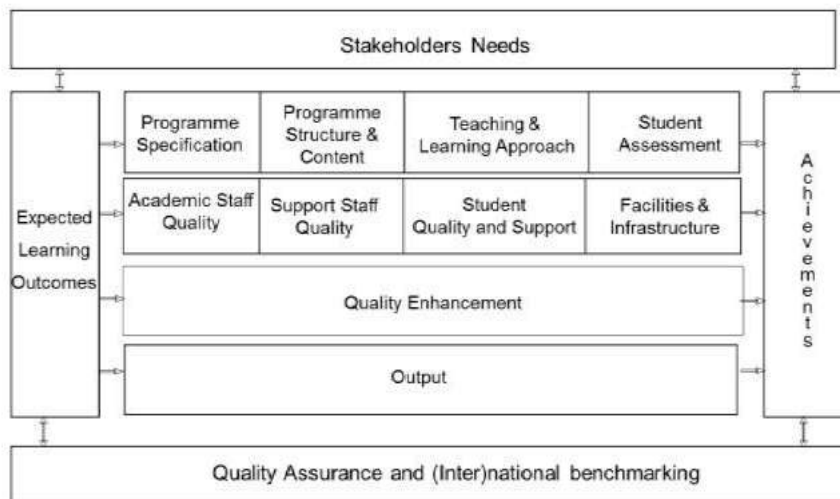 Stakeholders Needs
Programme
Specification
Programme
Structure &
Content
Teaching &
Learning Approach
Student
Assessment
Expected
Learning
Outcomes
Academic Staff
Quality
Support Staff
Quality
Student
Quality and Support
Facilities &
Infrastructure
Quality Enhancement
Output
Achievements
Quality Assurance and (Inter)national benchmarking